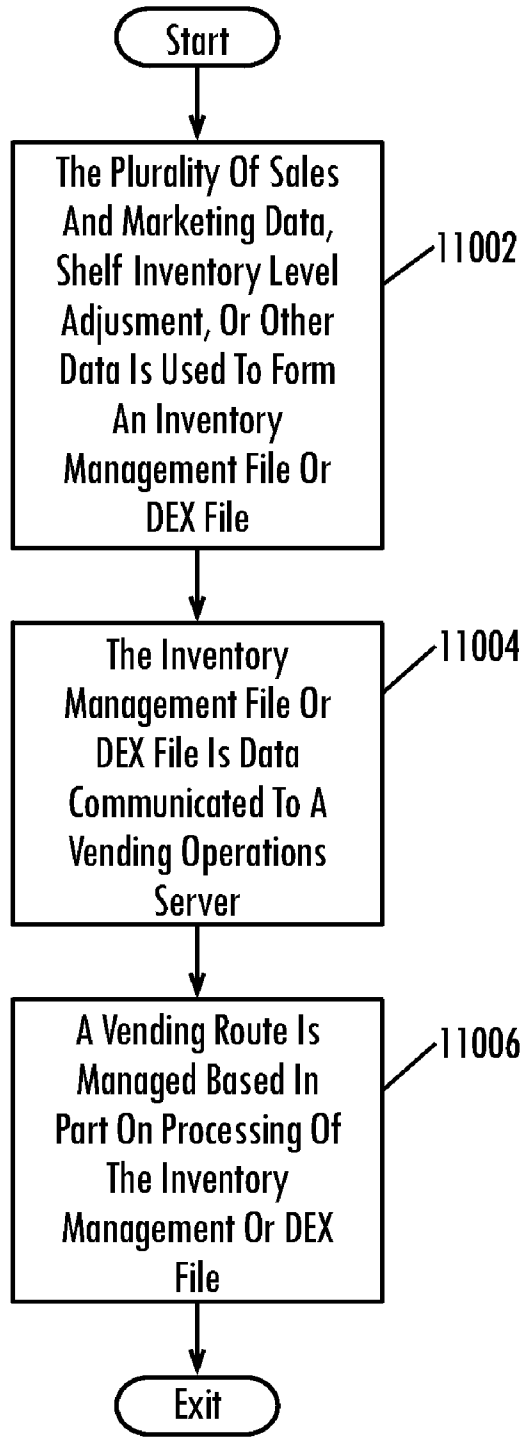 Start
The Plurality Of Sales
And Marketing Data,
Shelf Inventory Level
Adjusment, Or Other
Data Is Used To Form
An Inventory
Management File Or
DEX File
11002
The Inventory
Management File Or
DEX File Is Data
Communicated To A
Vending Operations
Server
11004
A Vending Route Is
Managed Based In
Part On Processing Of
The Inventory
Management Or DEX
File
11006
Exit